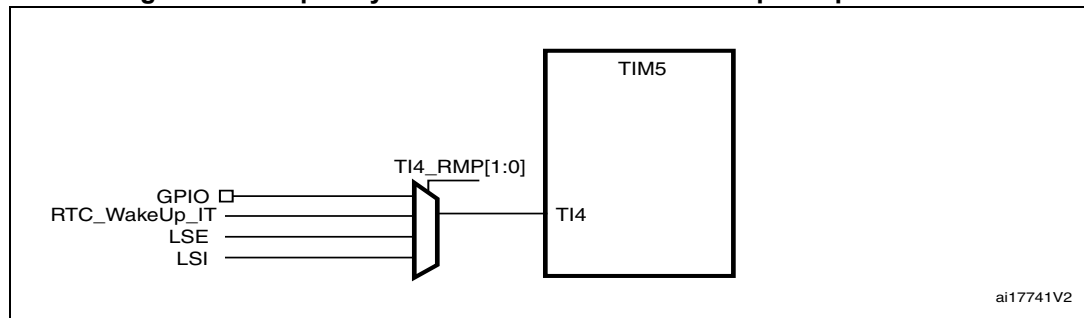 TIM5
TI4_RMP[1:0]
GPIO
RTC_WakeUp_IT
TI4
LSE
LSI
ai17741V2